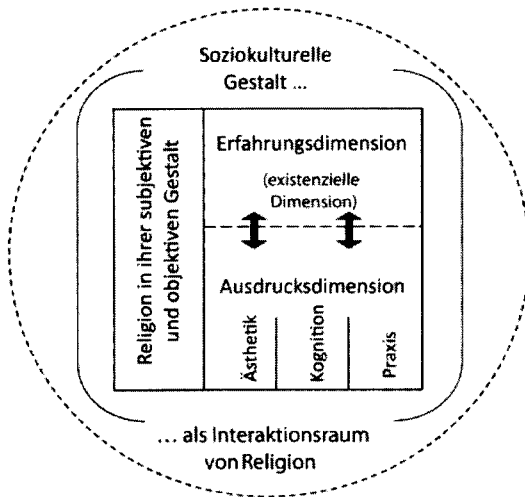 Soziokulturelle
Gestalt ...
Religion in ihrer subjektiven
und objektiven Gestalt
Erfahrungsdimension
(existenzielle
Dimension)
Ausdrucksdimension
Ästhetik
Kognition
Praxis
... als Interaktionsraum
von Religion